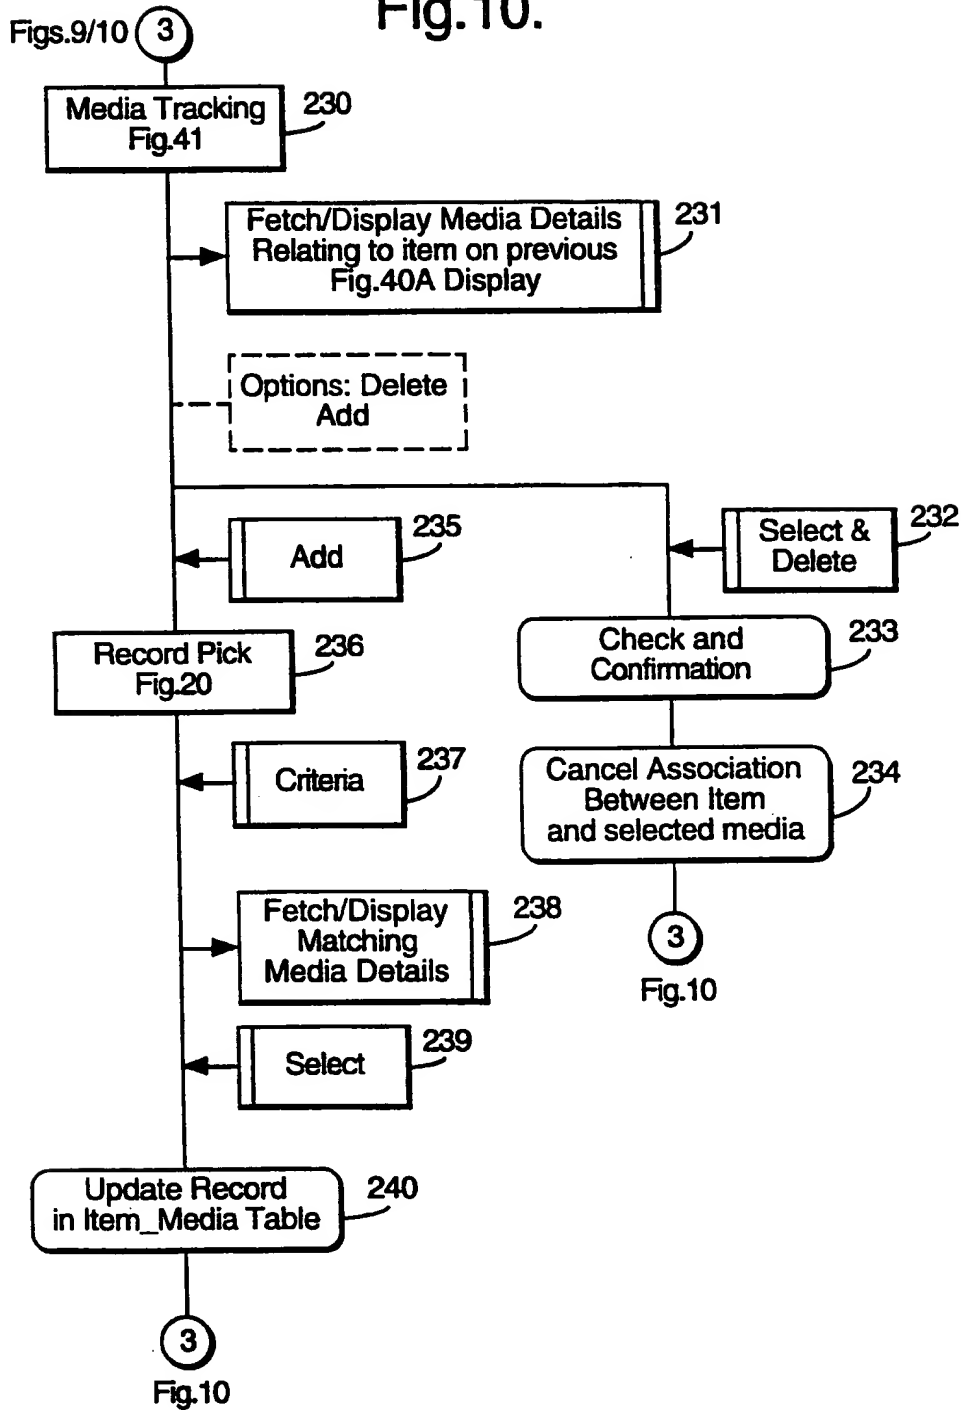 Fig.10.
Figs.9/10
3
Media Tracking
Fig.41
230
Fetch/Display Media Details
Relating to item on previous
Fig.40A Display
231
Options: Delete
Add
Add
235
Select &
Delete
232
Record Pick
Fig.20
236
Check and
Confirmation
233
Criteria
237
Cancel Association
Between Item
and selected media
234
Fetch/Display
Matching
Media Details
238
3
Fig.10
Select
239
Update Record
in Item_Media Table
240
3
Fig.10